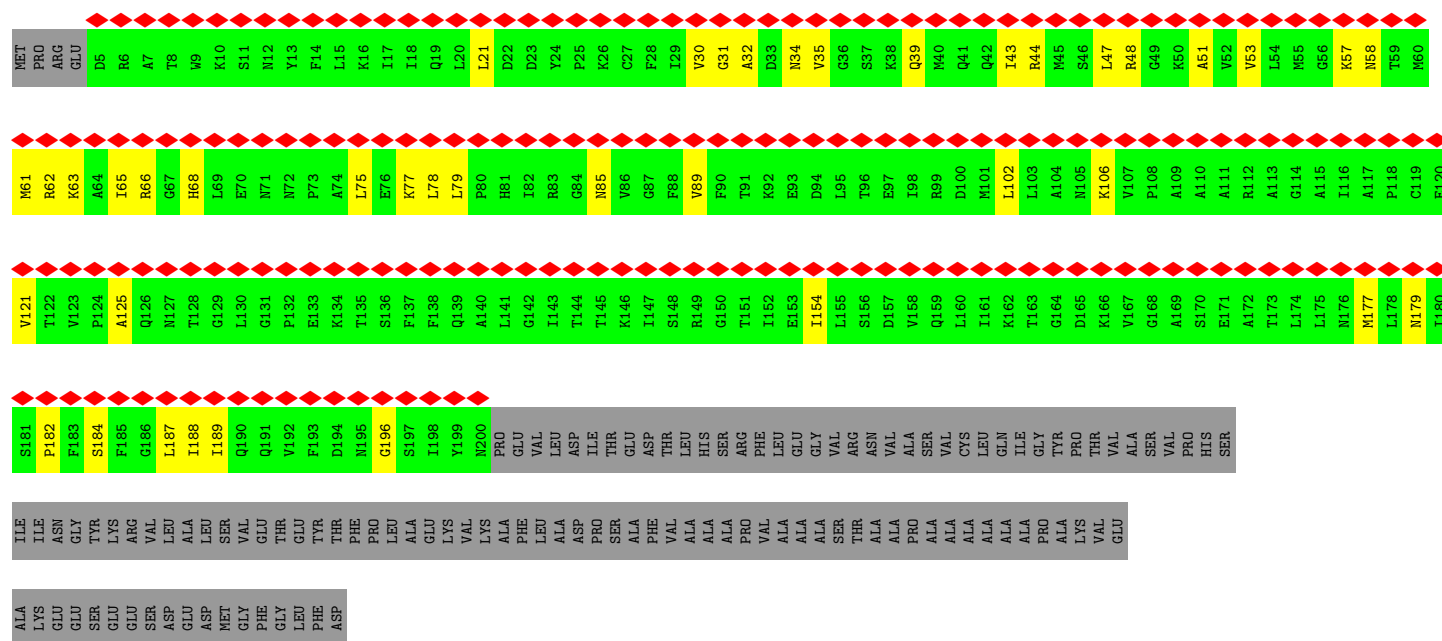 MET PRO ARG GLU D5 R6 A7 T8 W9 K10 S11 N12 Y13 F14 L15 K16 I17 I18 Q19 L20 L21 D22 D23 Y24 P25 K26 C27 F28 I29 V30 G31 A32 D33 N34 V35 G36 S37 K38 Q39 M40 Q41 Q42 I43 R44 M45 S46 L47 R48 G49 K50 A51 V52 V53 L54 M55 G56 K57 N58 T59 M60
M61 R62 K63 A64 I65 R66 G67 H68 L69 E70 N71 N72 P73 A74 L75 E76 K77 L78 L79 P80 H81 I82 R83 G84 N85 V86 G87 F88 V89 F90 T91 K92 E93 D94 L95 T96 E97 I98 R99 D100 M101 L102 L103 A104 N105 K106 V107 P108 A109 A110 A111 R112 A113 G114 A115 I116 A117 P118 C119 E120
V121 T122 V123 P124 A125 Q126 N127 T128 G129 L130 G131 P132 E133 K134 T135 S136 F137 F138 Q139 A140 L141 G142 I143 T144 T145 K146 I147 S148 R149 G150 T151 I152 E153 I154 L155 S156 D157 V158 Q159 L160 I161 K162 T163 G164 D165 K166 V167 G168 A169 S170 E171 A172 T173 L174 L175 N176 M177 L178 N179 I180
S181 P182 F183 S184 F185 G186 L187 I188 I189 Q190 Q191 V192 F193 D194 N195 G196 S197 I198 Y199 N200 PRO GLU VAL LEU ASP ILE THR GLU ASP THR LEU HIS SER ARG PHE LEU GLU GLY VAL ARG ASN VAL ALA SER VAL CYS LEU GLN ILE GLY TYR PRO THR VAL ALA SER VAL PRO HIS SER
ILE ILE ASN GLY TYR LYS ARG VAL LEU ALA LEU SER VAL GLU THR GLU TYR THR PHE PRO LEU ALA GLU LYS VAL LYS ALA PHE LEU ALA ASP PRO SER ALA PHE VAL ALA ALA ALA PRO VAL ALA ALA ALA SER THR ALA ALA PRO ALA ALA ALA ALA ALA ALA PRO ALA LYS VAL GLU
ALA LYS GLU GLU SER GLU GLU SER ASP GLU ASP MET GLY PHE GLY LEU PHE ASP